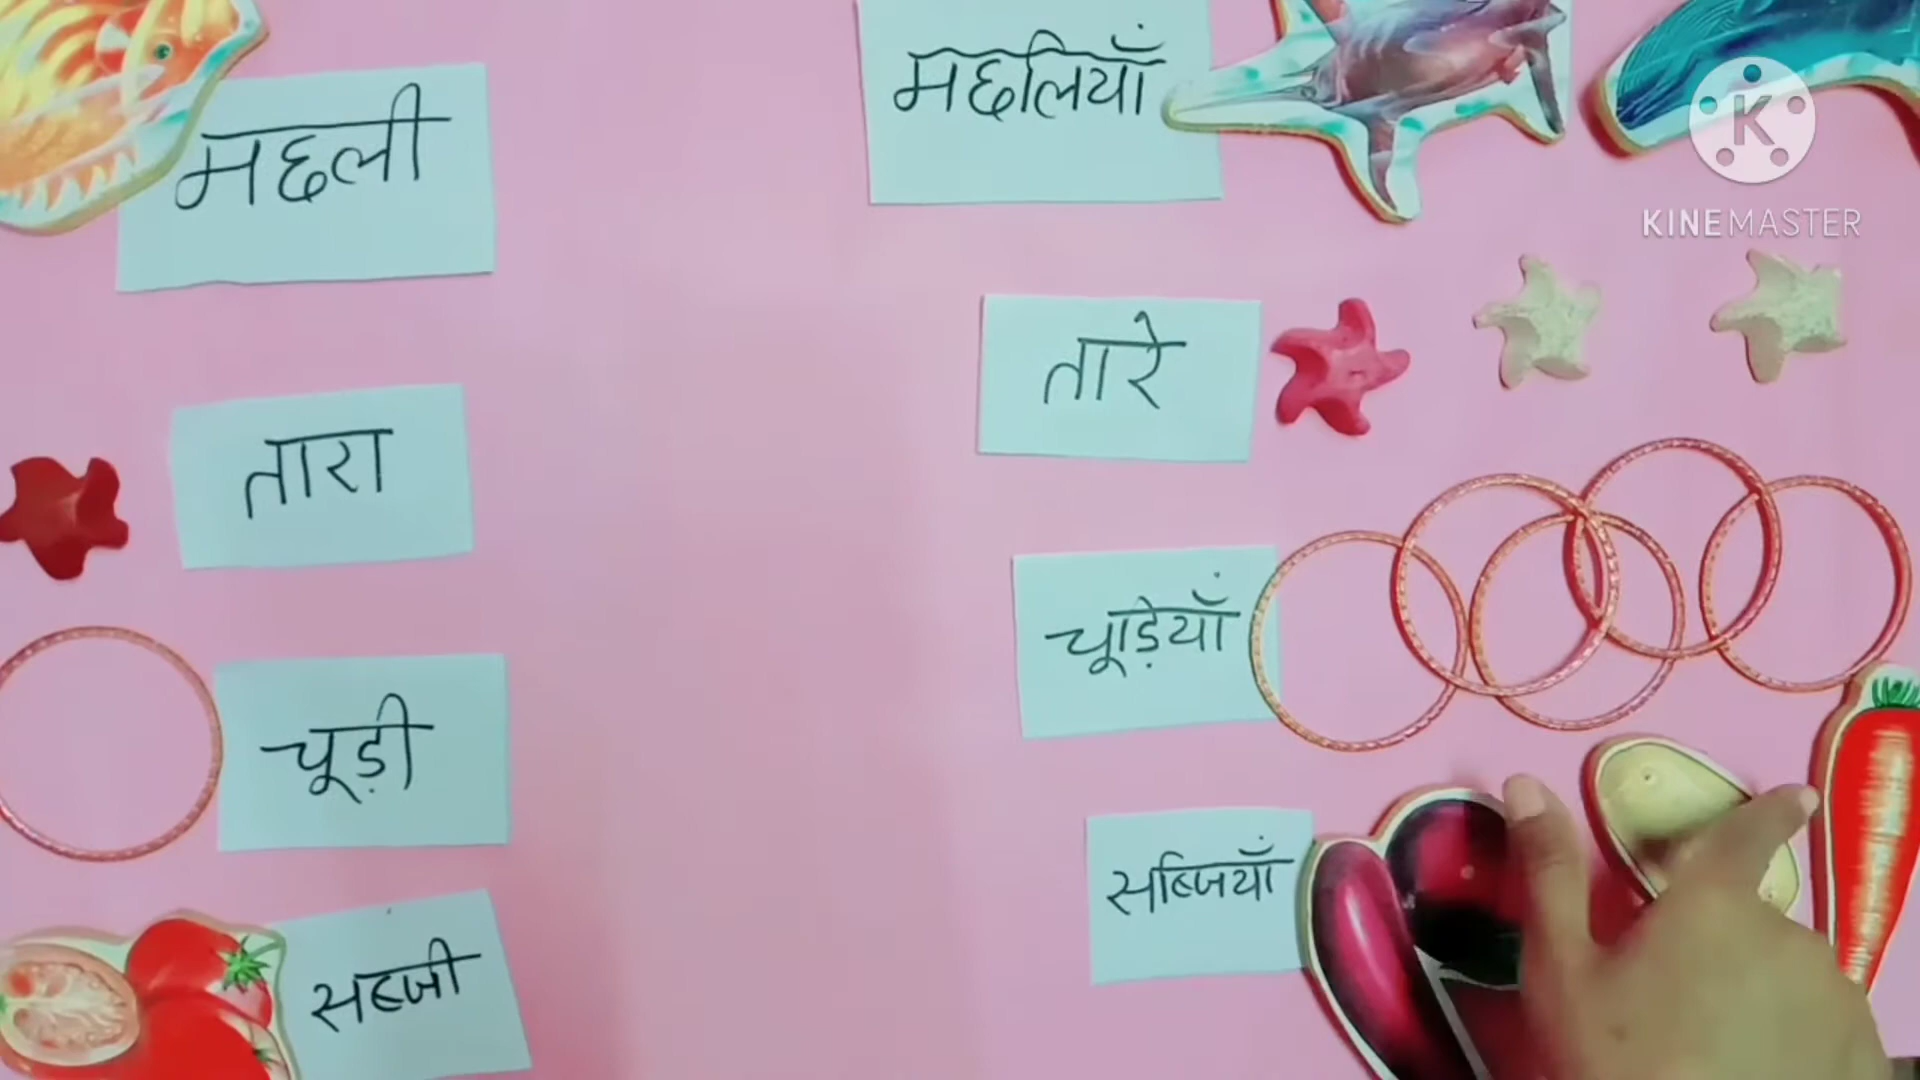 मछली
मछलियाँ
KINEMASTER
तारा
तारे
चूड़ी
चूड़ियाँ
सब्जी
सब्जियाँ